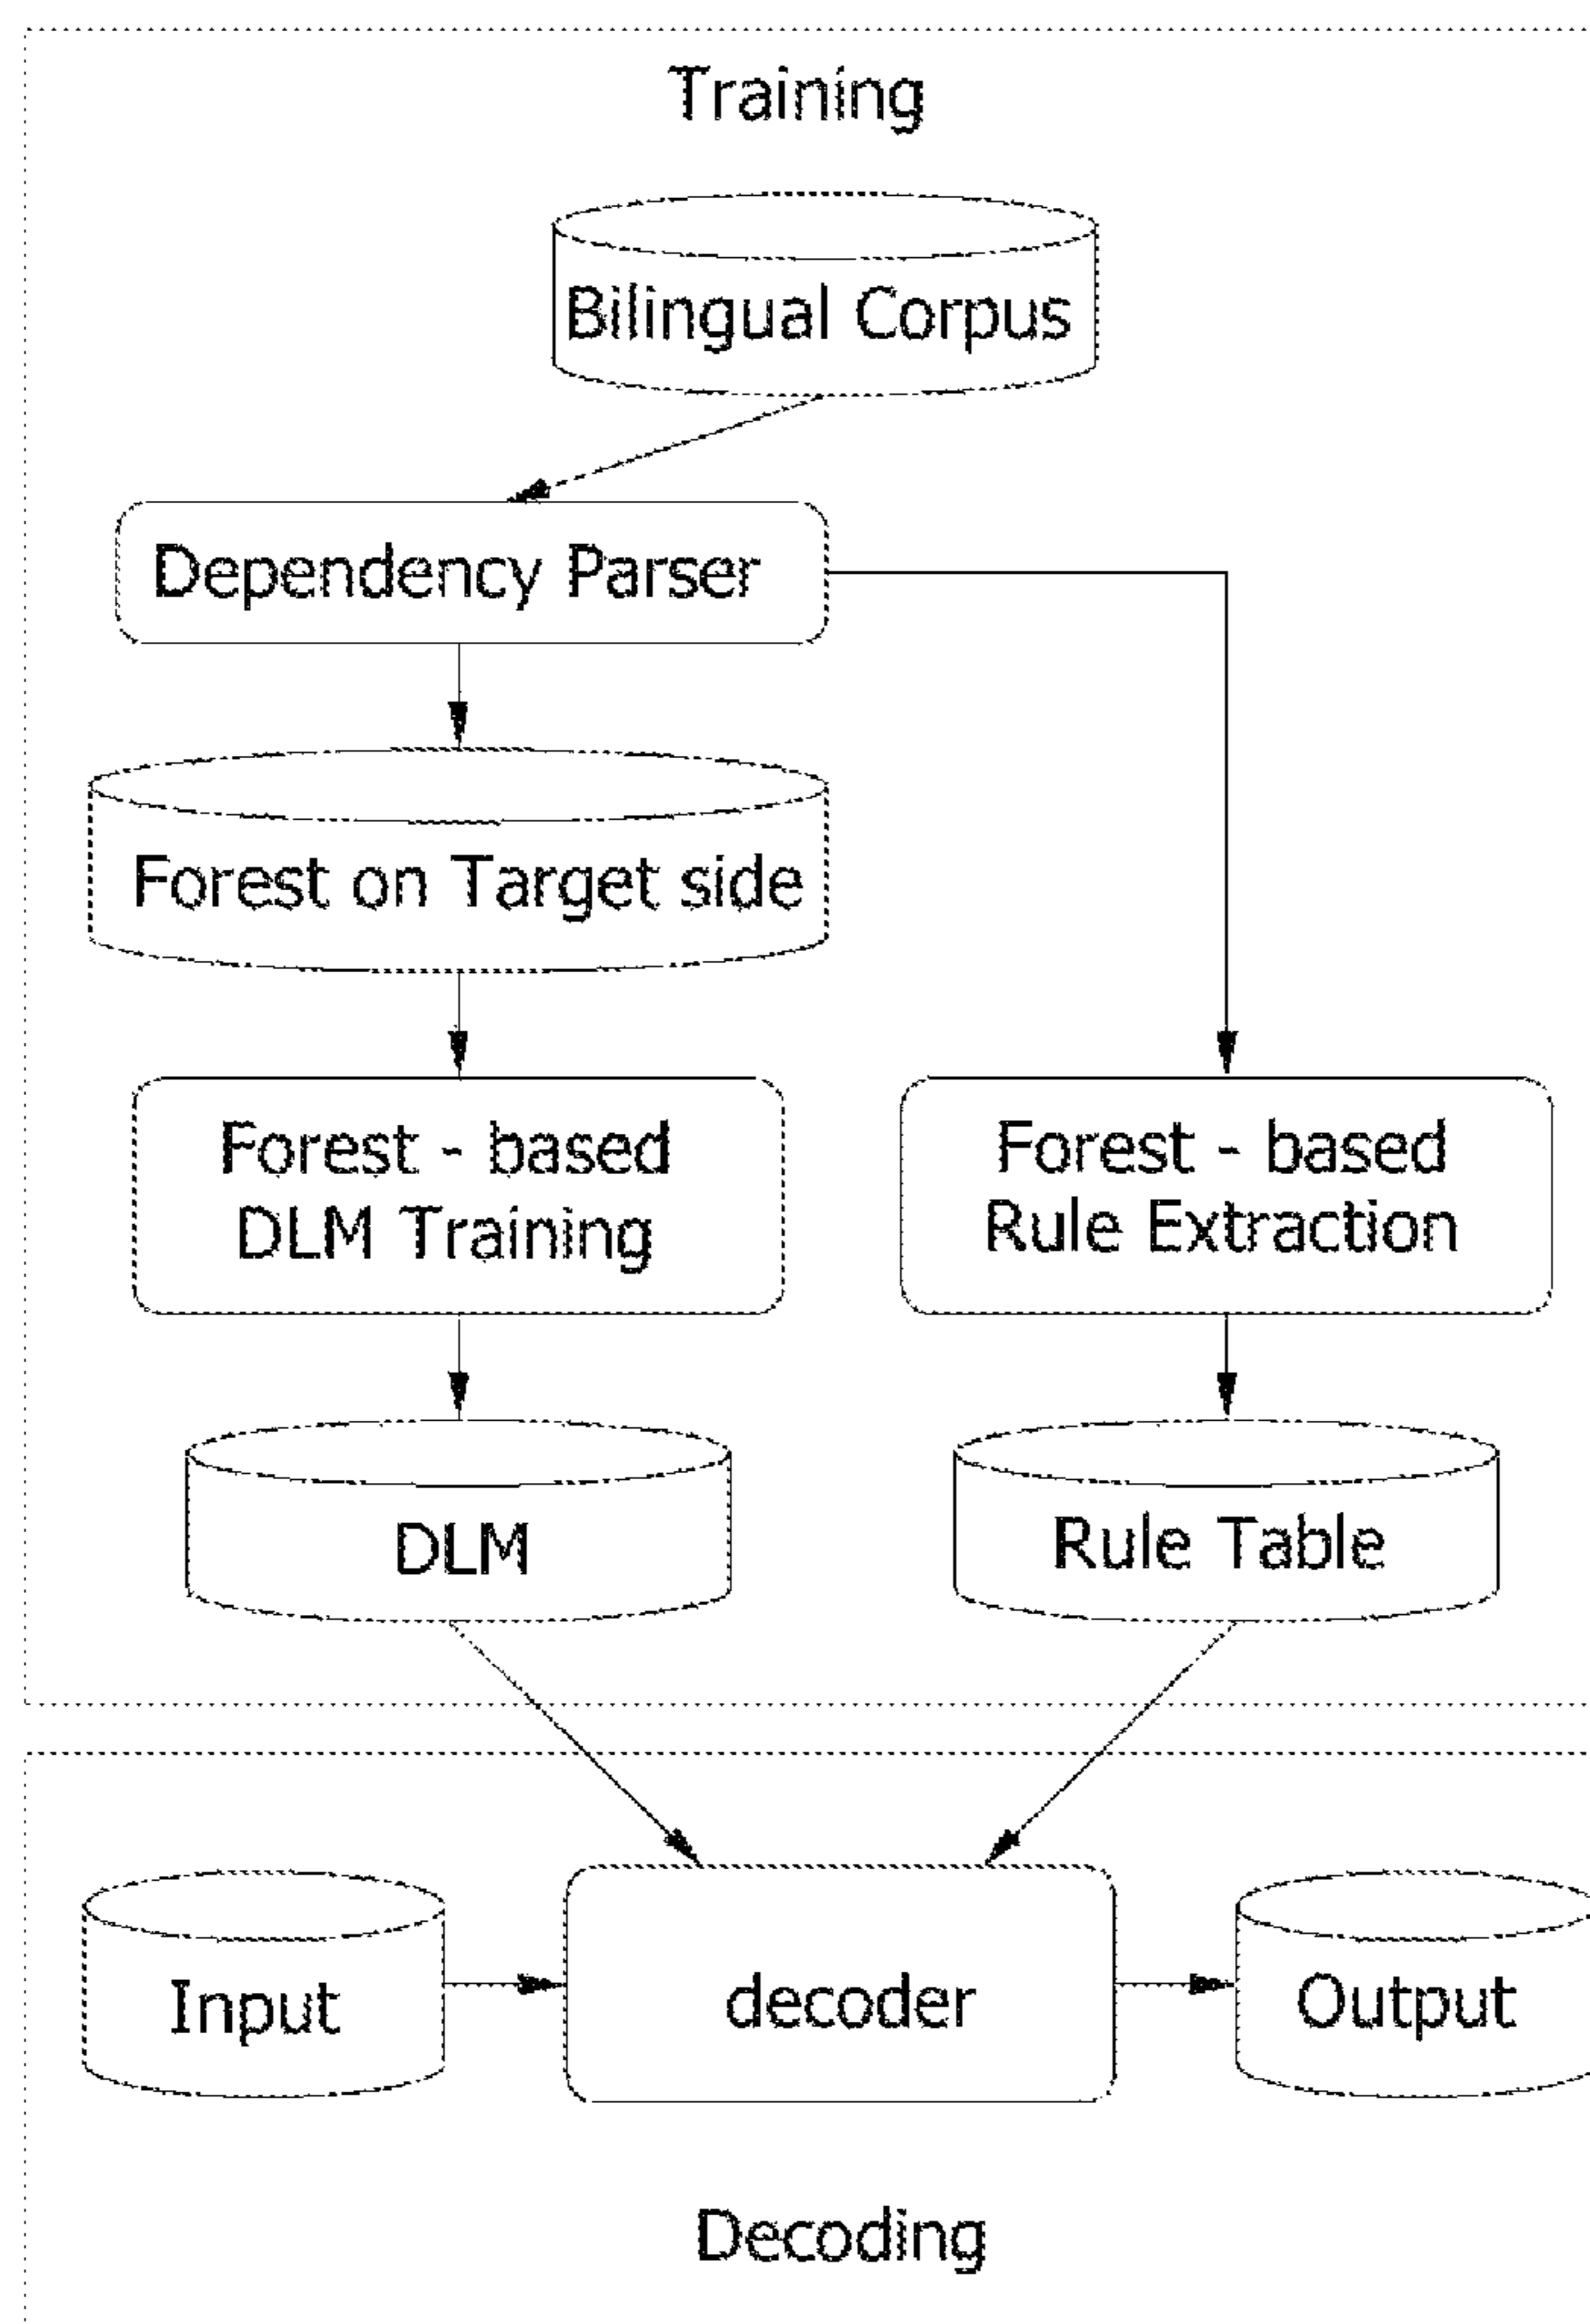 Training
Bilingual Corpus
Dependency Parser
Forest on Target side
Forest - based
DLM Training
Forest - based
Rule Extraction
DLM
Rule Table
Input
decoder
Output
Decoding